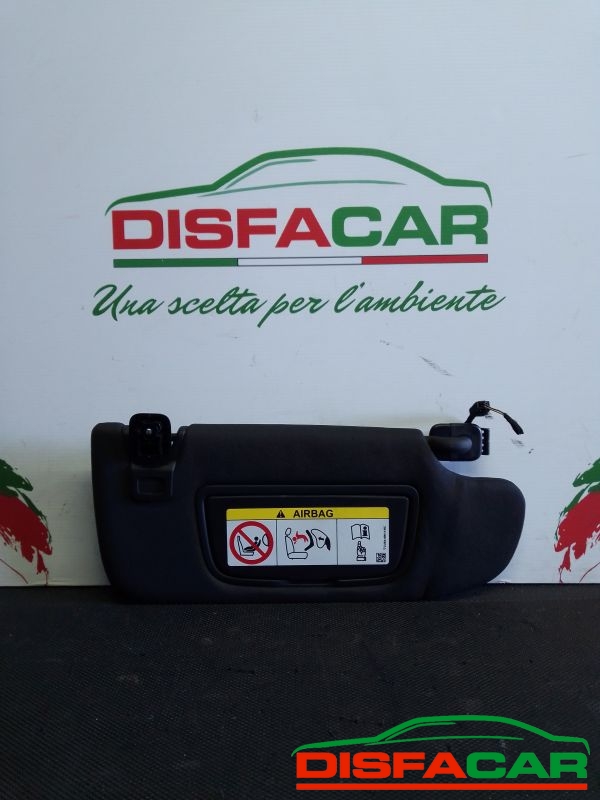 DISFACAR
Una scelta per l'ambiente
AIRBAG
DISFACAR